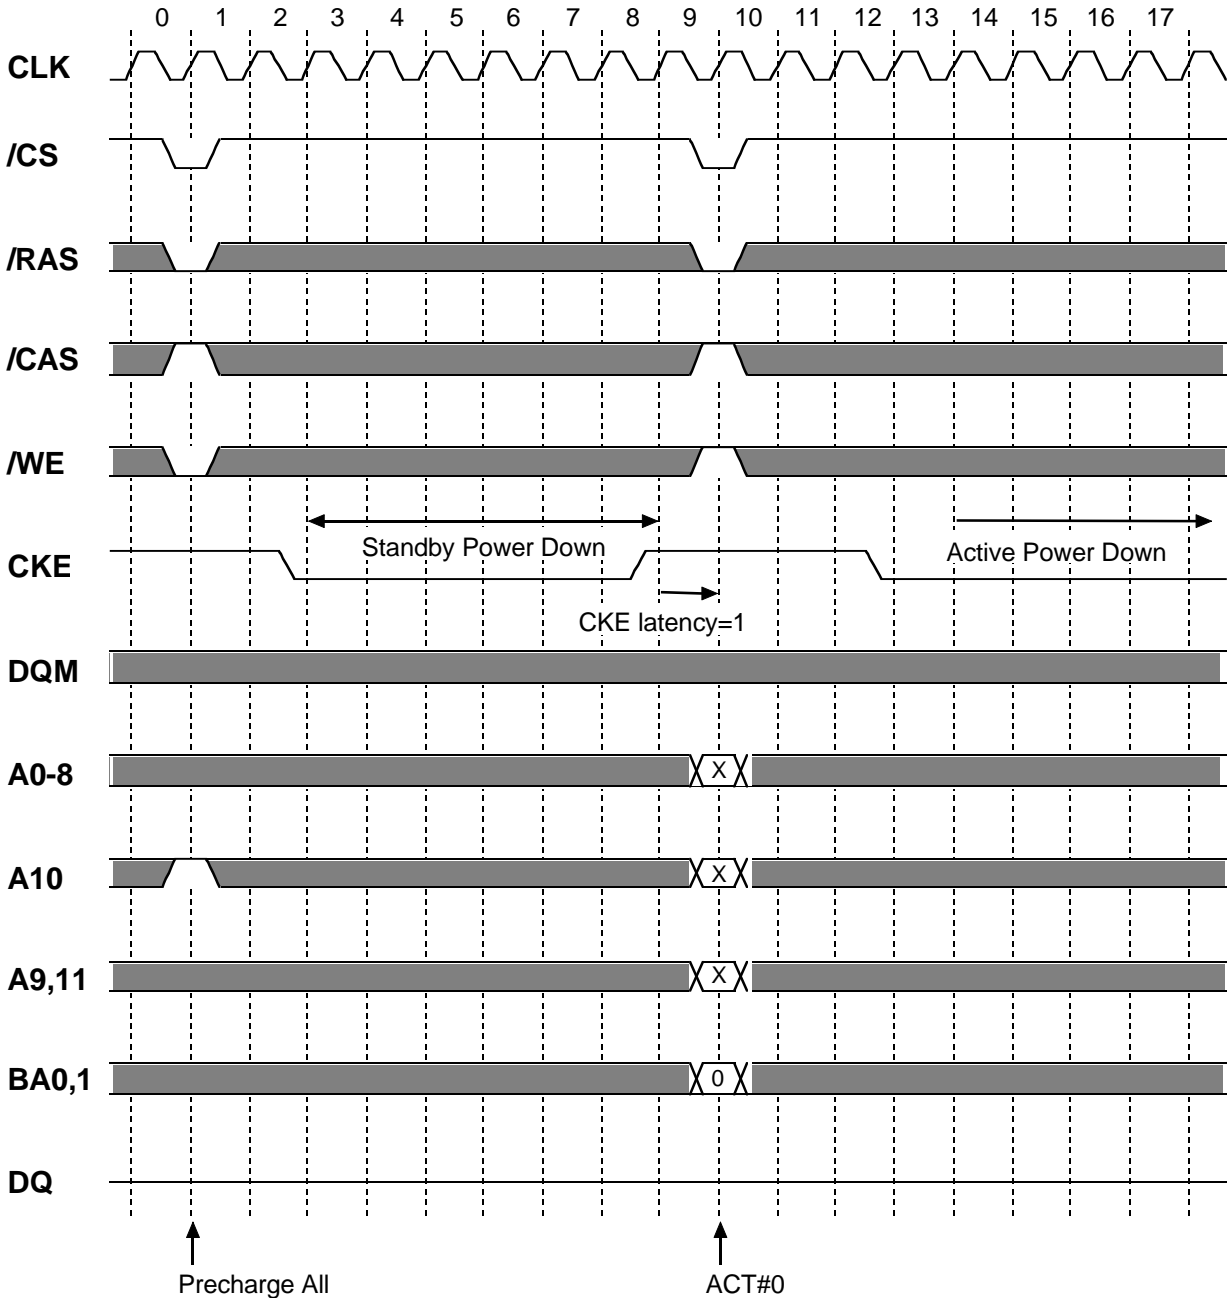 0 1 2 3 4 5 6 7 8 9 10 11 12 13 14 15 16 17
CLK
/CS
/RAS
/CAS
/WE
Standby Power Down
Active Power Down
CKE
CKE latency=1
DQM
A0-8 X
A10 X
A9,11 X
BA0,1 0
DQ
Precharge All ACT#0